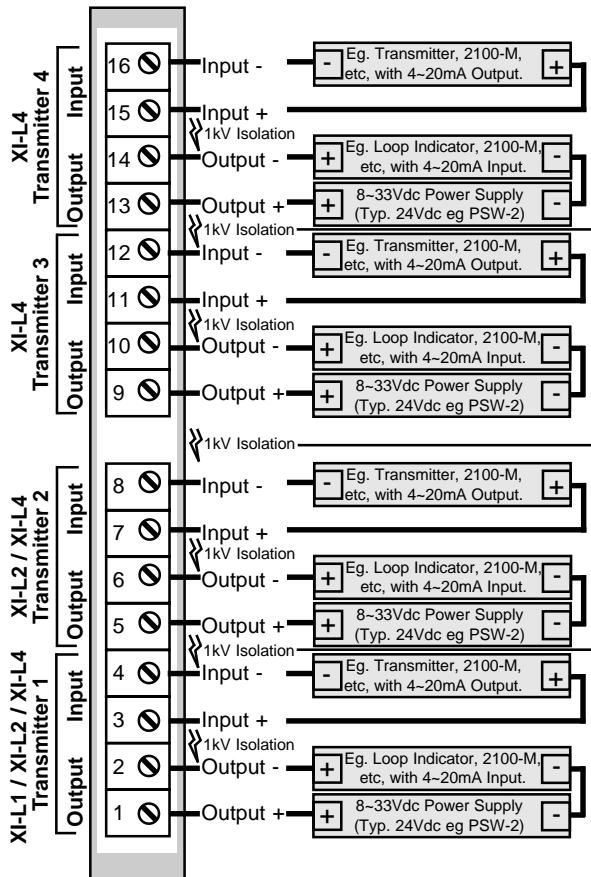 XI-L4
Transmitter 4
Input
Output
16 Input - - Eg. Transmitter, 2100-M,
etc, with 4~20mA Output. +
15 Input +
1kV Isolation
14 Output - + Eg. Loop Indicator, 2100-M,
etc, with 4~20mA Input. -
13 Output + + 8~33Vdc Power Supply
(Typ. 24Vdc eg PSW-2) -
1kV Isolation
XI-L4
Transmitter 3
Input
Output
12 Input - - Eg. Transmitter, 2100-M,
etc, with 4~20mA Output. +
11 Input +
1kV Isolation
10 Output - + Eg. Loop Indicator, 2100-M,
etc, with 4~20mA Input. -
9 Output + + 8~33Vdc Power Supply
(Typ. 24Vdc eg PSW-2) -
1kV Isolation
XI-L2 / XI-L4
Transmitter 2
Input
Output
8 Input - - Eg. Transmitter, 2100-M,
etc, with 4~20mA Output. +
7 Input +
1kV Isolation
6 Output - + Eg. Loop Indicator, 2100-M,
etc, with 4~20mA Input. -
5 Output + + 8~33Vdc Power Supply
(Typ. 24Vdc eg PSW-2) -
1kV Isolation
XI-L1 / XI-L2 / XI-L4
Transmitter 1
Input
Output
4 Input - - Eg. Transmitter, 2100-M,
etc, with 4~20mA Output. +
3 Input +
1kV Isolation
2 Output - + Eg. Loop Indicator, 2100-M,
etc, with 4~20mA Input. -
1 Output + + 8~33Vdc Power Supply
(Typ. 24Vdc eg PSW-2) -